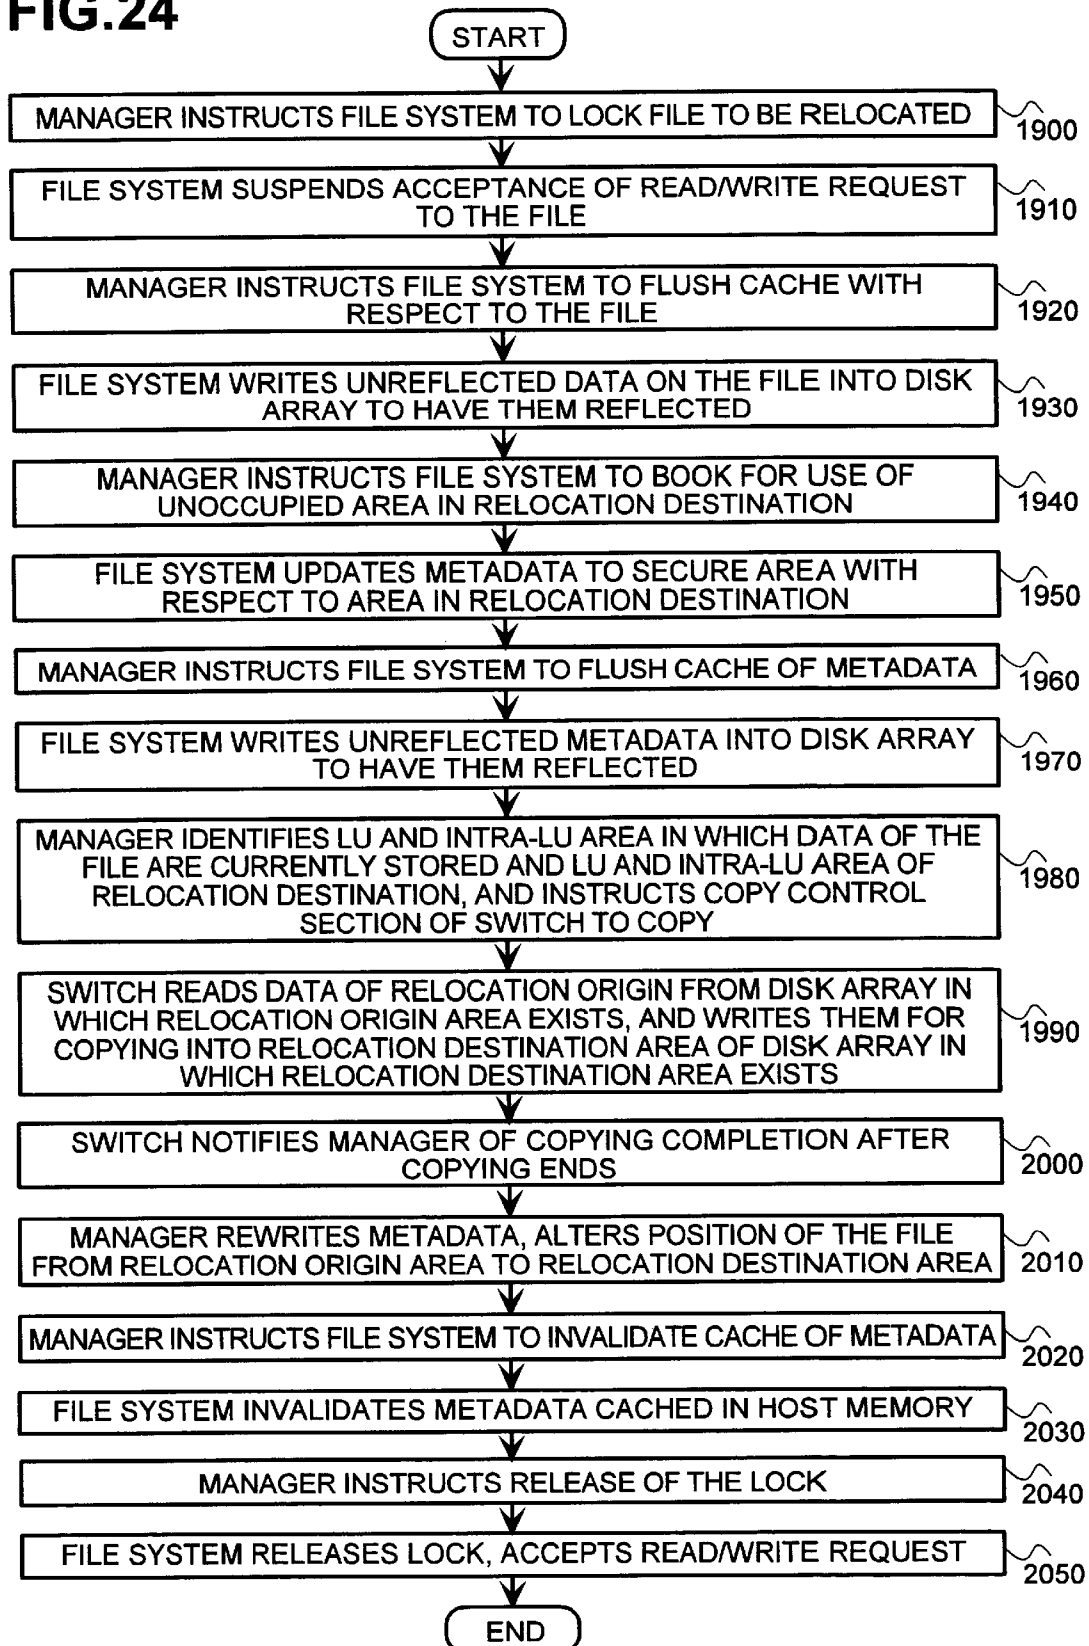 FIG.24
START
MANAGER INSTRUCTS FILE SYSTEM TO LOCK FILE TO BE RELOCATED
1900
FILE SYSTEM SUSPENDS ACCEPTANCE OF READ/WRITE REQUEST
TO THE FILE
1910
MANAGER INSTRUCTS FILE SYSTEM TO FLUSH CACHE WITH
RESPECT TO THE FILE
1920
FILE SYSTEM WRITES UNREFLECTED DATA ON THE FILE INTO DISK
ARRAY TO HAVE THEM REFLECTED
1930
MANAGER INSTRUCTS FILE SYSTEM TO BOOK FOR USE OF
UNOCCUPIED AREA IN RELOCATION DESTINATION
1940
FILE SYSTEM UPDATES METADATA TO SECURE AREA WITH
RESPECT TO AREA IN RELOCATION DESTINATION
1950
MANAGER INSTRUCTS FILE SYSTEM TO FLUSH CACHE OF METADATA
1960
FILE SYSTEM WRITES UNREFLECTED METADATA INTO DISK ARRAY
TO HAVE THEM REFLECTED
1970
MANAGER IDENTIFIES LU AND INTRA-LU AREA IN WHICH DATA OF THE
FILE ARE CURRENTLY STORED AND LU AND INTRA-LU AREA OF
RELOCATION DESTINATION, AND INSTRUCTS COPY CONTROL
SECTION OF SWITCH TO COPY
1980
SWITCH READS DATA OF RELOCATION ORIGIN FROM DISK ARRAY IN
WHICH RELOCATION ORIGIN AREA EXISTS, AND WRITES THEM FOR
COPYING INTO RELOCATION DESTINATION AREA OF DISK ARRAY IN
WHICH RELOCATION DESTINATION AREA EXISTS
1990
SWITCH NOTIFIES MANAGER OF COPYING COMPLETION AFTER
COPYING ENDS
2000
MANAGER REWRITES METADATA, ALTERS POSITION OF THE FILE
FROM RELOCATION ORIGIN AREA TO RELOCATION DESTINATION AREA
2010
MANAGER INSTRUCTS FILE SYSTEM TO INVALIDATE CACHE OF METADATA
2020
FILE SYSTEM INVALIDATES METADATA CACHED IN HOST MEMORY
2030
MANAGER INSTRUCTS RELEASE OF THE LOCK
2040
FILE SYSTEM RELEASES LOCK, ACCEPTS READ/WRITE REQUEST
2050
END